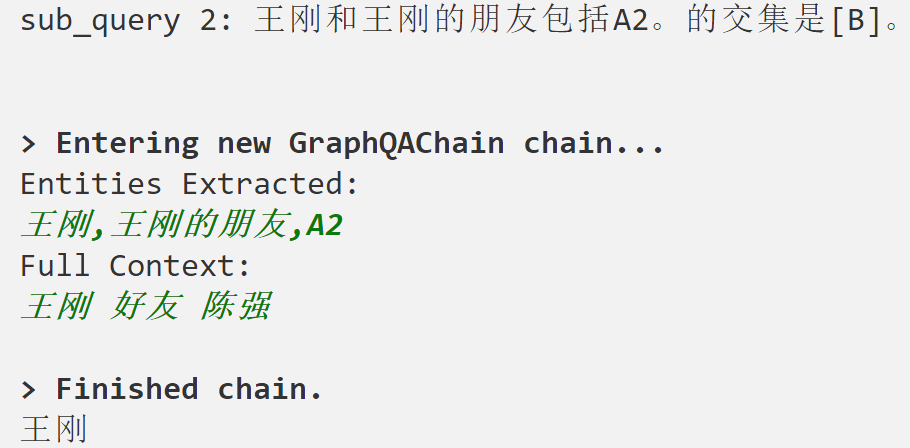 sub_query 2: 王刚和王刚的朋友包括A2。的交集是[B]。
> Entering new GraphQAChain chain...
Entities Extracted:
王刚,王刚的朋友,A2
Full Context:
王刚 好友 陈强
> Finished chain.
王刚